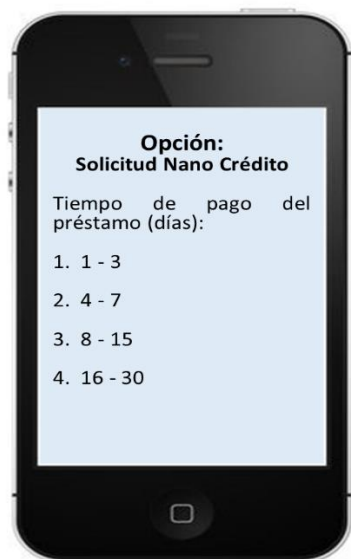 Opción:
Solicitud Nano Crédito
Tiempo de pago del
préstamo (días):
1. 1 - 3
2. 4 - 7
3. 8 - 15
4. 16 - 30